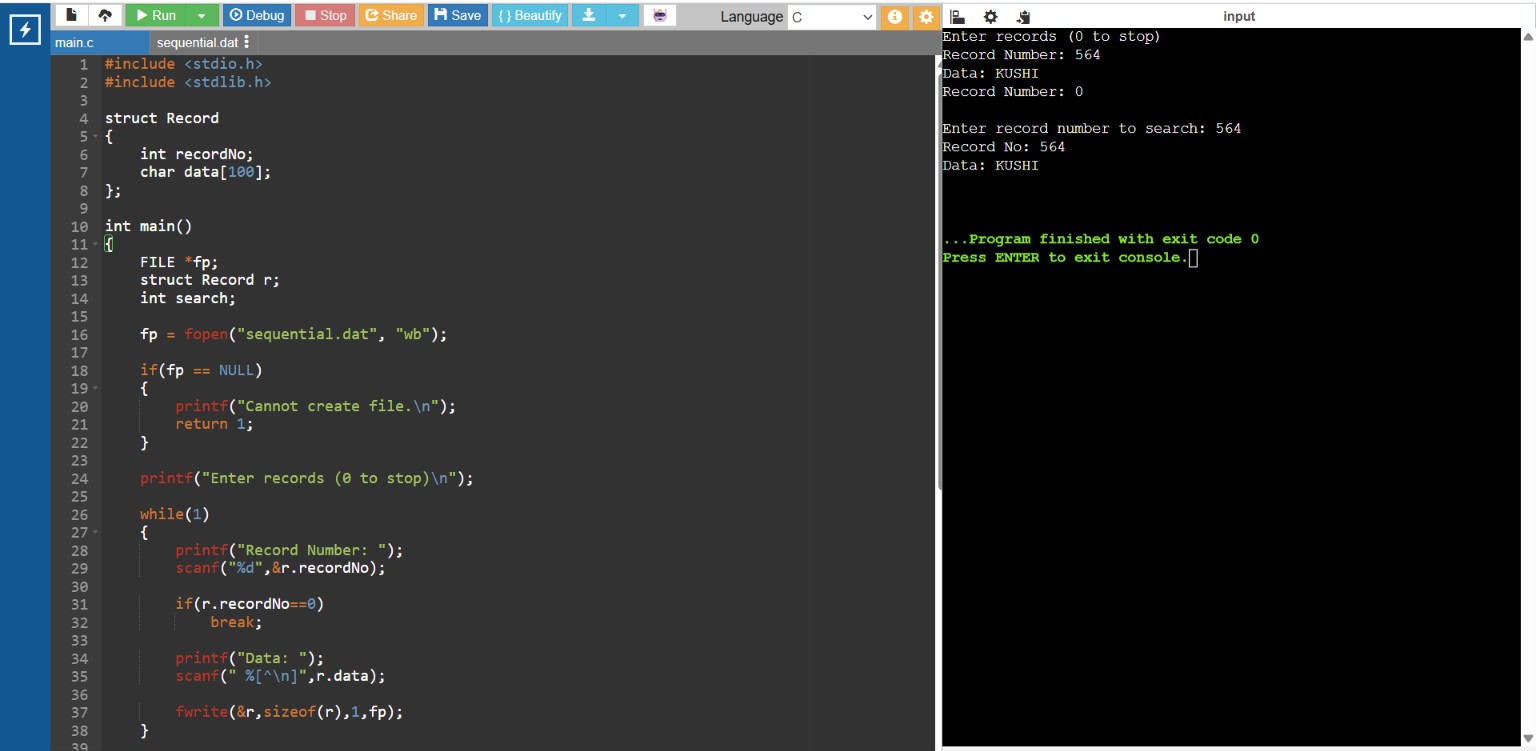 Run Debug Stop Share Save { } Beautify Language C
input
main.c sequential.dat
1 #include <stdio.h>
2 #include <stdlib.h>
3
4 struct Record
5 {
6     int recordNo;
7     char data[100];
8 };
9
10 int main()
11 {
12     FILE *fp;
13     struct Record r;
14     int search;
15
16     fp = fopen("sequential.dat", "wb");
17
18     if(fp == NULL)
19     {
20         printf("Cannot create file.\n");
21         return 1;
22     }
23
24     printf("Enter records (0 to stop)\n");
25
26     while(1)
27     {
28         printf("Record Number: ");
29         scanf("%d",&r.recordNo);
30
31         if(r.recordNo==0)
32             break;
33
34         printf("Data: ");
35         scanf(" %[^\n]",r.data);
36
37         fwrite(&r,sizeof(r),1,fp);
38     }
39
Enter records (0 to stop)
Record Number: 564
Data: KUSHI
Record Number: 0
Enter record number to search: 564
Record No: 564
Data: KUSHI
...Program finished with exit code 0
Press ENTER to exit console.